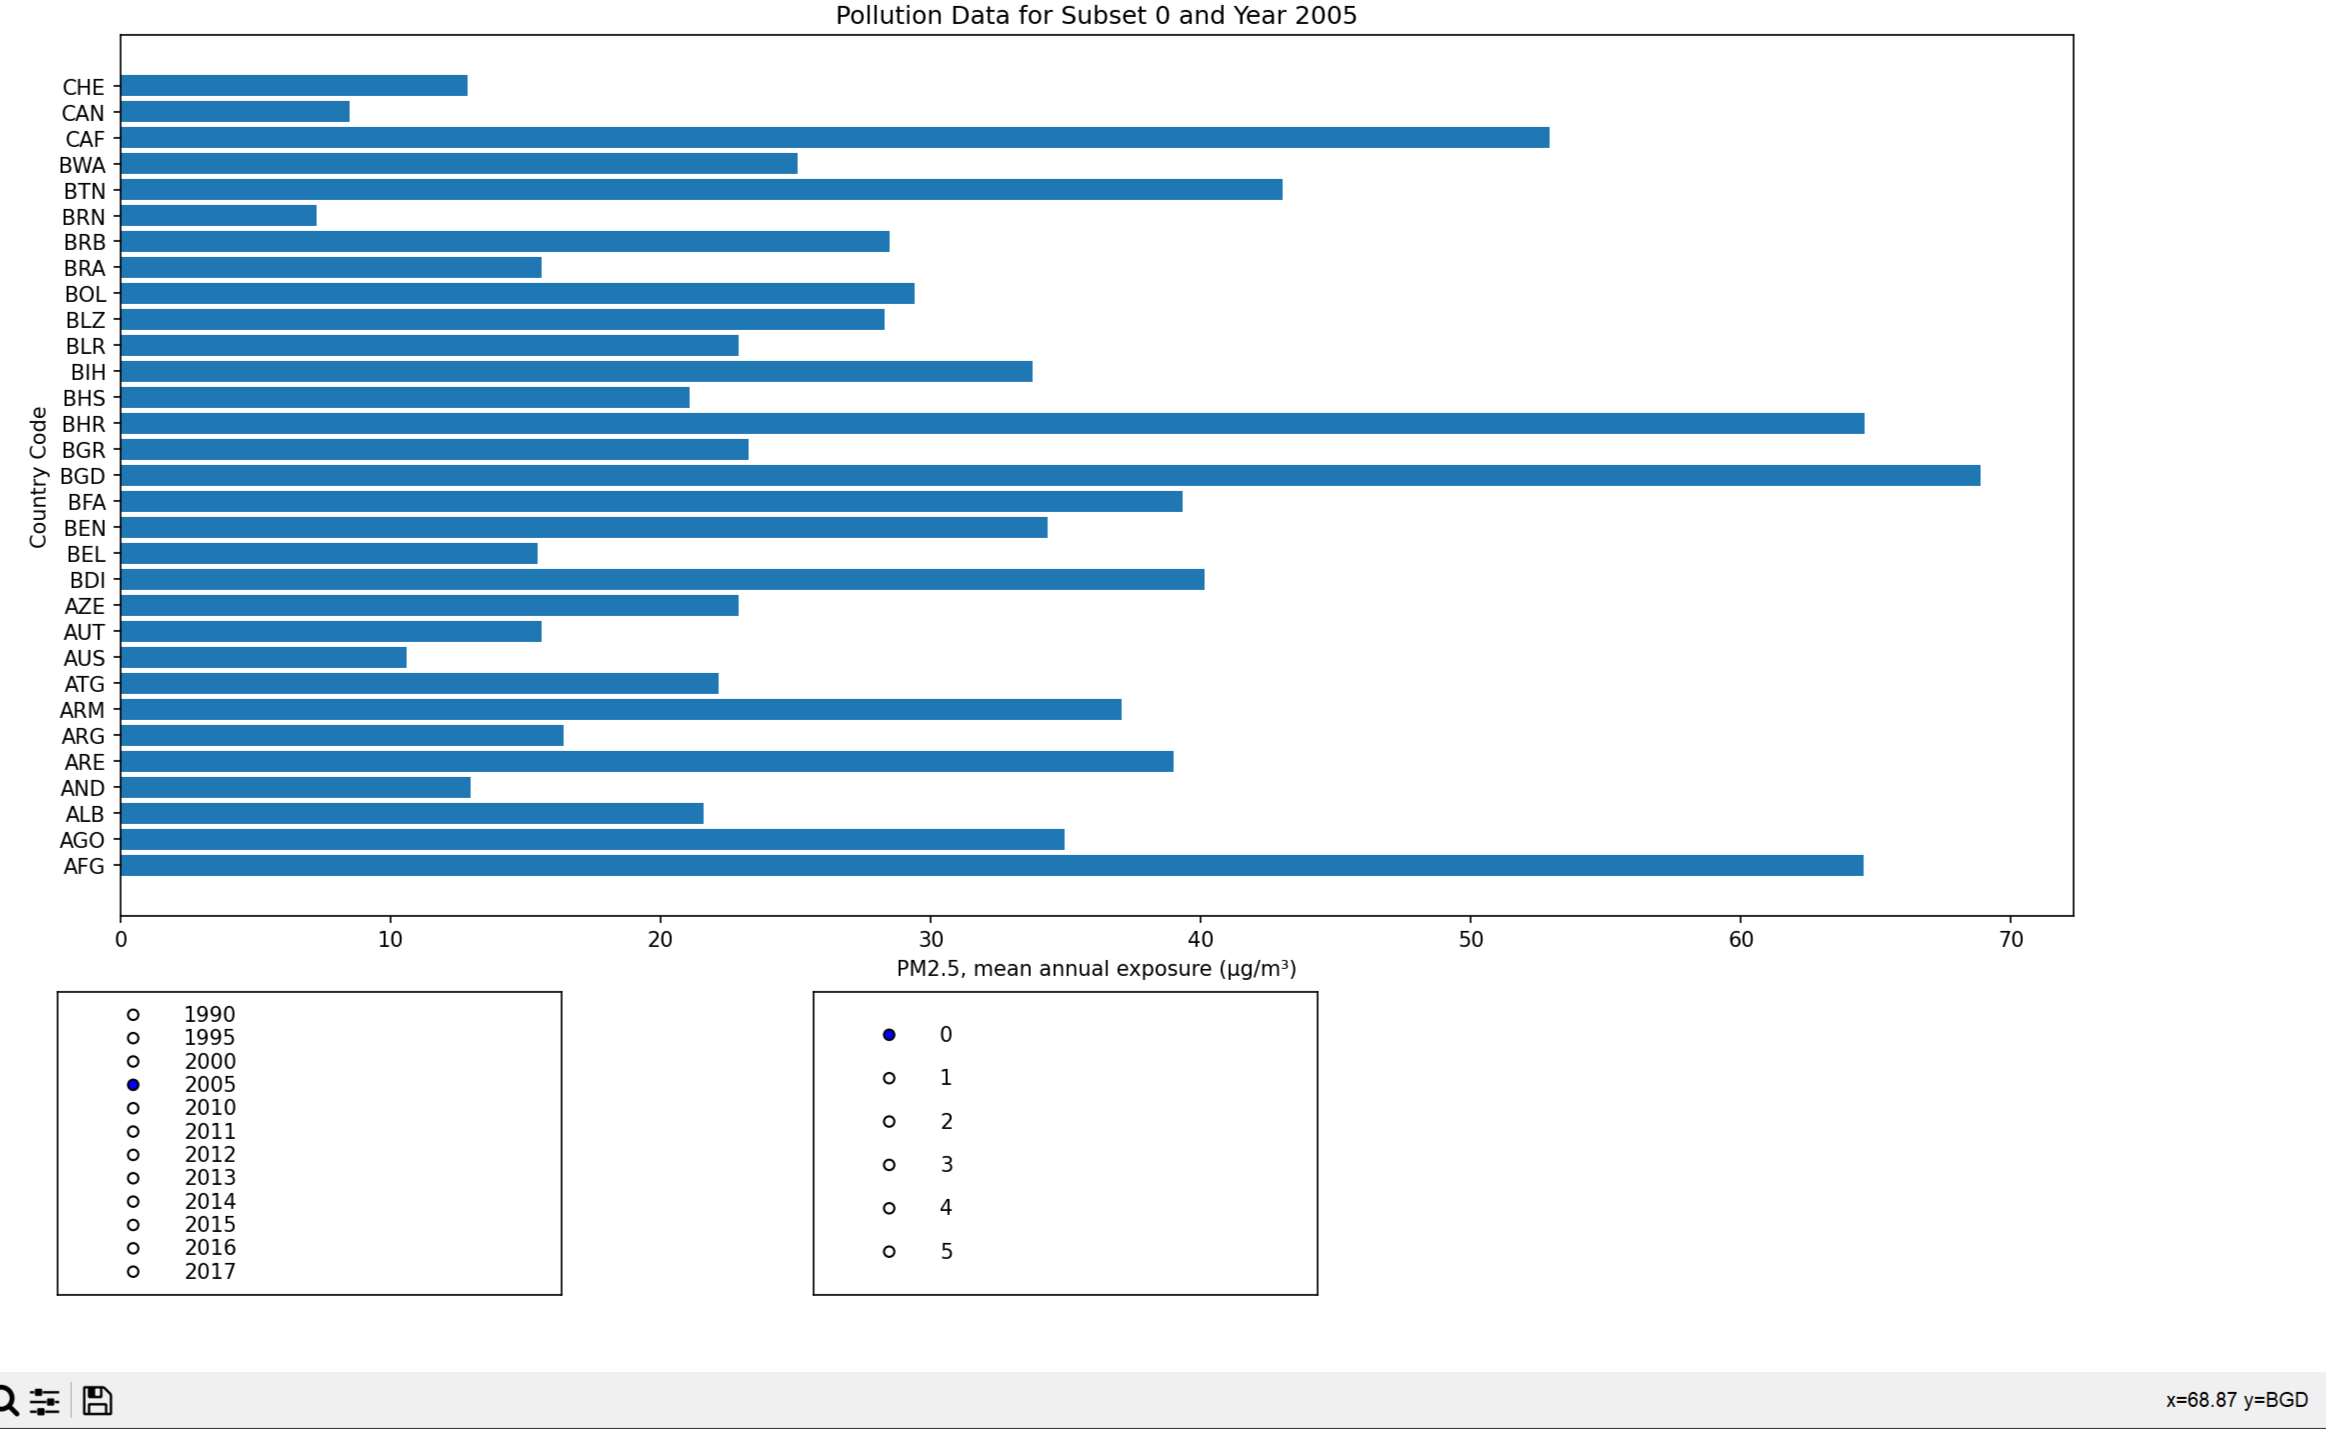 Pollution Data for Subset 0 and Year 2005
CHE
CAN
CAF
BWA
BTN
BRN
BRB
BRA
BOL
BLZ
BLR
BIH
BHS
BHR
BGR
BGD
BFA
BEN
BEL
BDI
AZE
AUT
AUS
ATG
ARM
ARG
ARE
AND
ALB
AGO
AFG
Country Code
0 10 20 30 40 50 60 70
PM2.5, mean annual exposure (µg/m³)
1990
1995
2000
2005
2010
2011
2012
2013
2014
2015
2016
2017
0
1
2
3
4
5
x=68.87 y=BGD